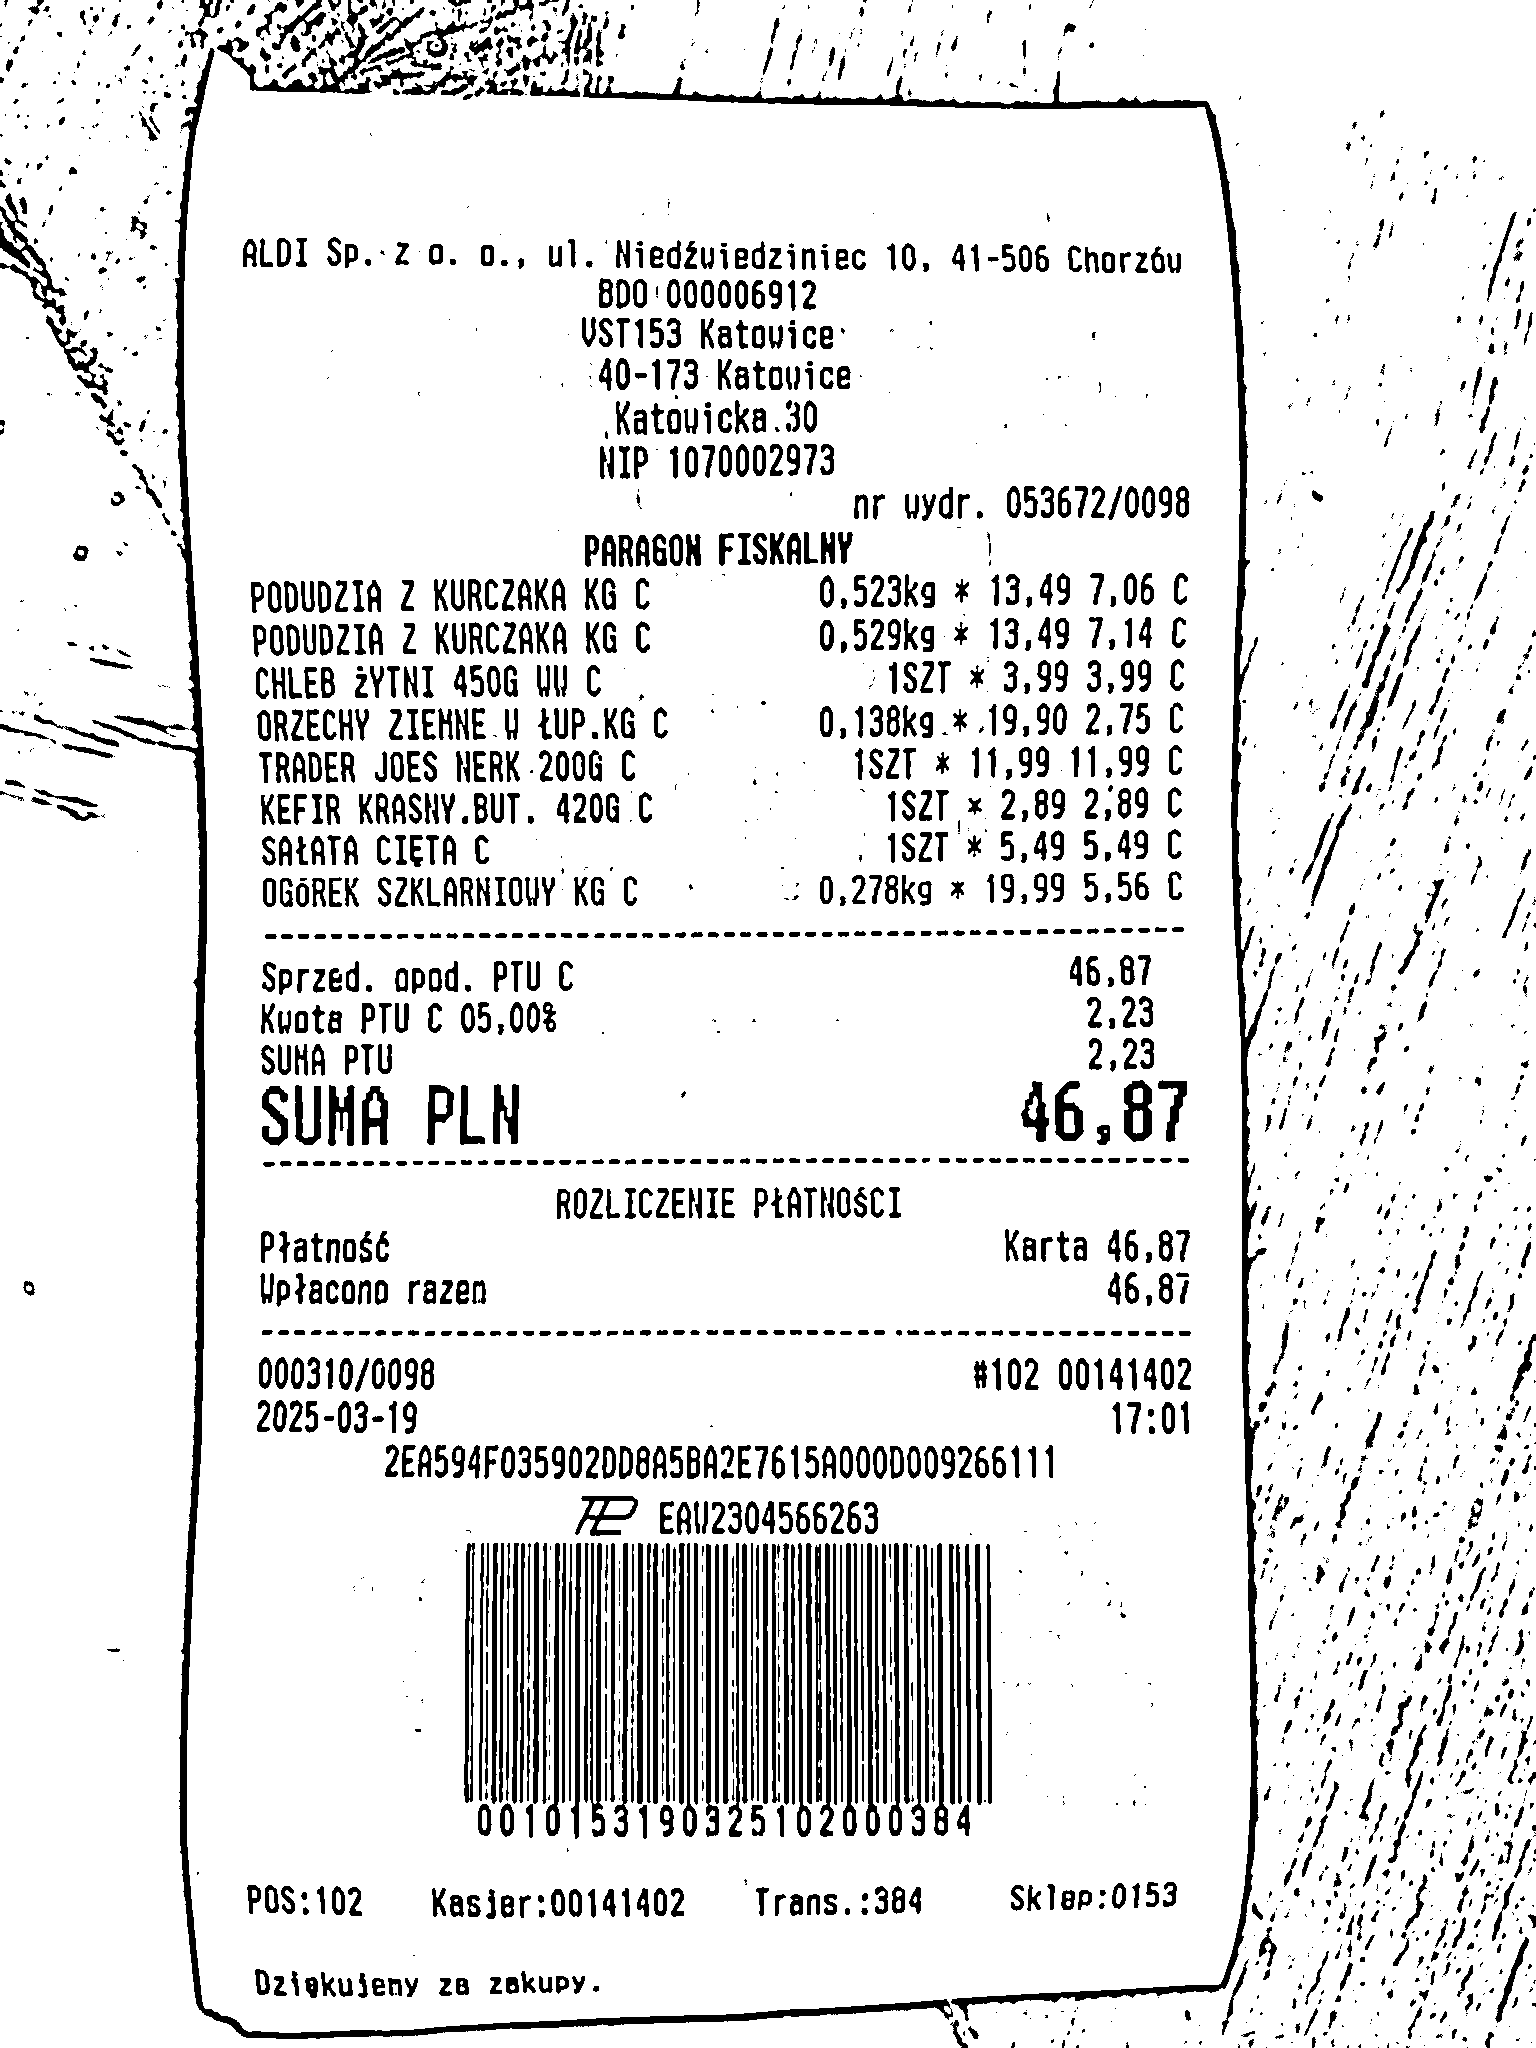 ALDI Sp. z o. o., ul. Niedźwiedziniec 10, 41-506 Chorzów
BDO 000006912
VST153 Katowice
40-173 Katowice
Katowicka 30
NIP 1070002973
nr wydr. 053672/0098
PARAGON FISKALNY
PODUDZIA Z KURCZAKA KG C 0,523kg * 13,49 7,06 C
PODUDZIA Z KURCZAKA KG C 0,529kg * 13,49 7,14 C
CHLEB ŻYTNI 450G WW C 1SZT * 3,99 3,99 C
ORZECHY ZIEMNE W ŁUP.KG C 0,138kg * 19,90 2,75 C
TRADER JOES NERK 200G C 1SZT * 11,99 11,99 C
KEFIR KRASNY.BUT. 420G C 1SZT * 2,89 2,89 C
SAŁATA CIĘTA C 1SZT * 5,49 5,49 C
OGÓREK SZKLARNIOWY KG C 0,278kg * 19,99 5,56 C
Sprzed. opod. PTU C 46,87
Kwota PTU C 05,00% 2,23
SUMA PTU 2,23
SUMA PLN 46,87
ROZLICZENIE PŁATNOŚCI
Płatność Karta 46,87
Wpłacono razem 46,87
000310/0098 #102 00141402
2025-03-19 17:01
2EA594F035902DD8A5BA2E7615A000D009266111
EAW2304566263
0010153190325102000384
POS:102 Kasjer:00141402 Trans.:384 Sklep:0153
Dziękujemy za zakupy.